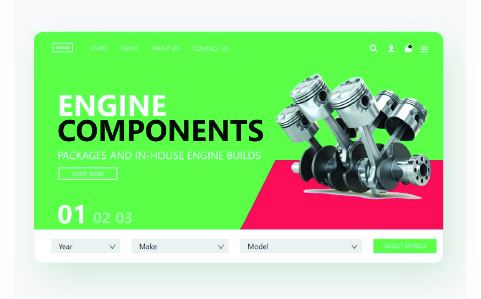 LOGO
STORE DEALS ABOUT US CONTACT US
ENGINE
COMPONENTS
PACKAGES AND IN-HOUSE ENGINE BUILDS
SHOP NOW
01 02 03
Year Make Model SELECT VEHICLE